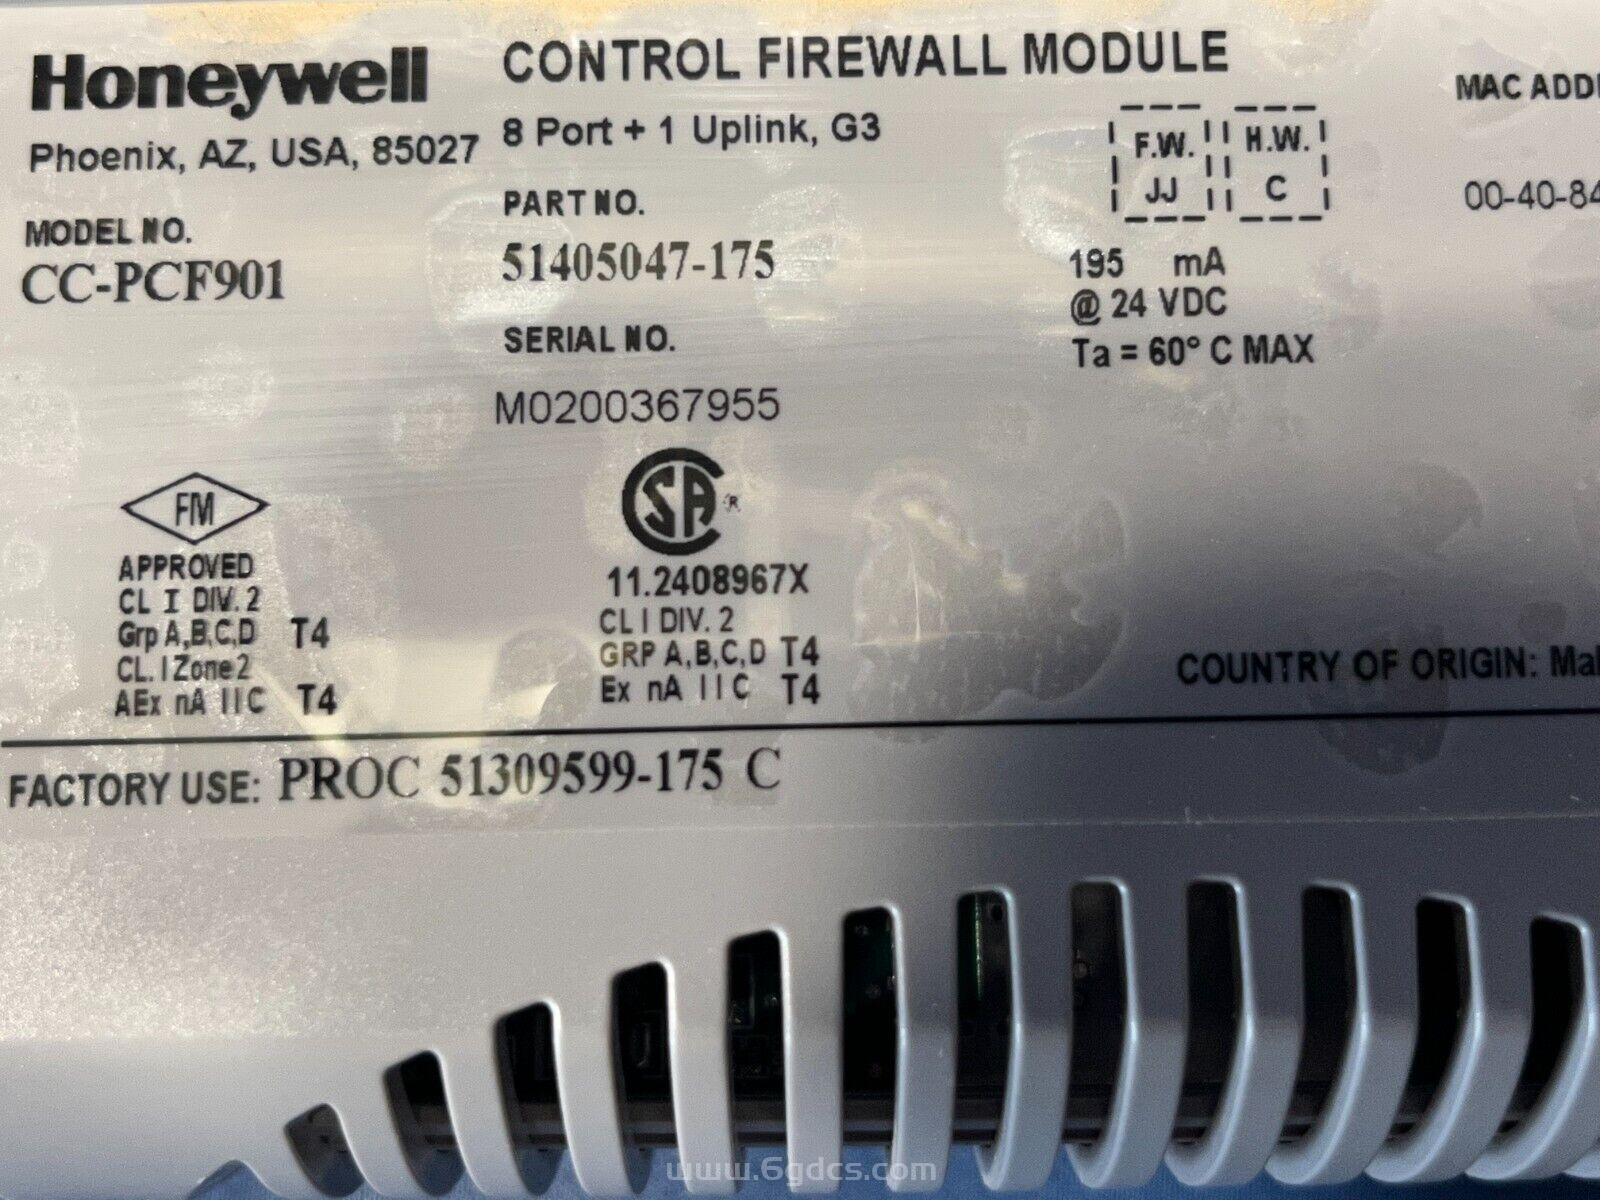 Honeywell
Phoenix, AZ, USA, 85027
MODEL NO.
CC-PCF901
CONTROL FIREWALL MODULE
8 Port + 1 Uplink, G3
PART NO.
51405047-175
SERIAL NO.
M0200367955
F.W. H.W.
JJ C
195 mA
@ 24 VDC
Ta = 60° C MAX
MAC ADD
00-40-84
FM
APPROVED
CL I DIV. 2
Grp A,B,C,D T4
CL. I Zone 2
AEx nA IIC T4
SA R
11.2408967X
CL I DIV. 2
GRP A,B,C,D T4
Ex nA IIC T4
COUNTRY OF ORIGIN:
FACTORY USE: PROC 51309599-175 C
www.6gdcs.com